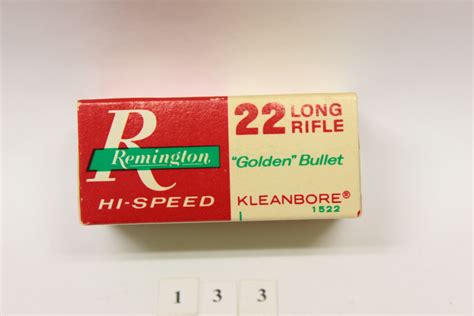 R
Remington
HI-SPEED
22 LONG RIFLE
"Golden" Bullet
KLEANBORE®
1522
1 3 3